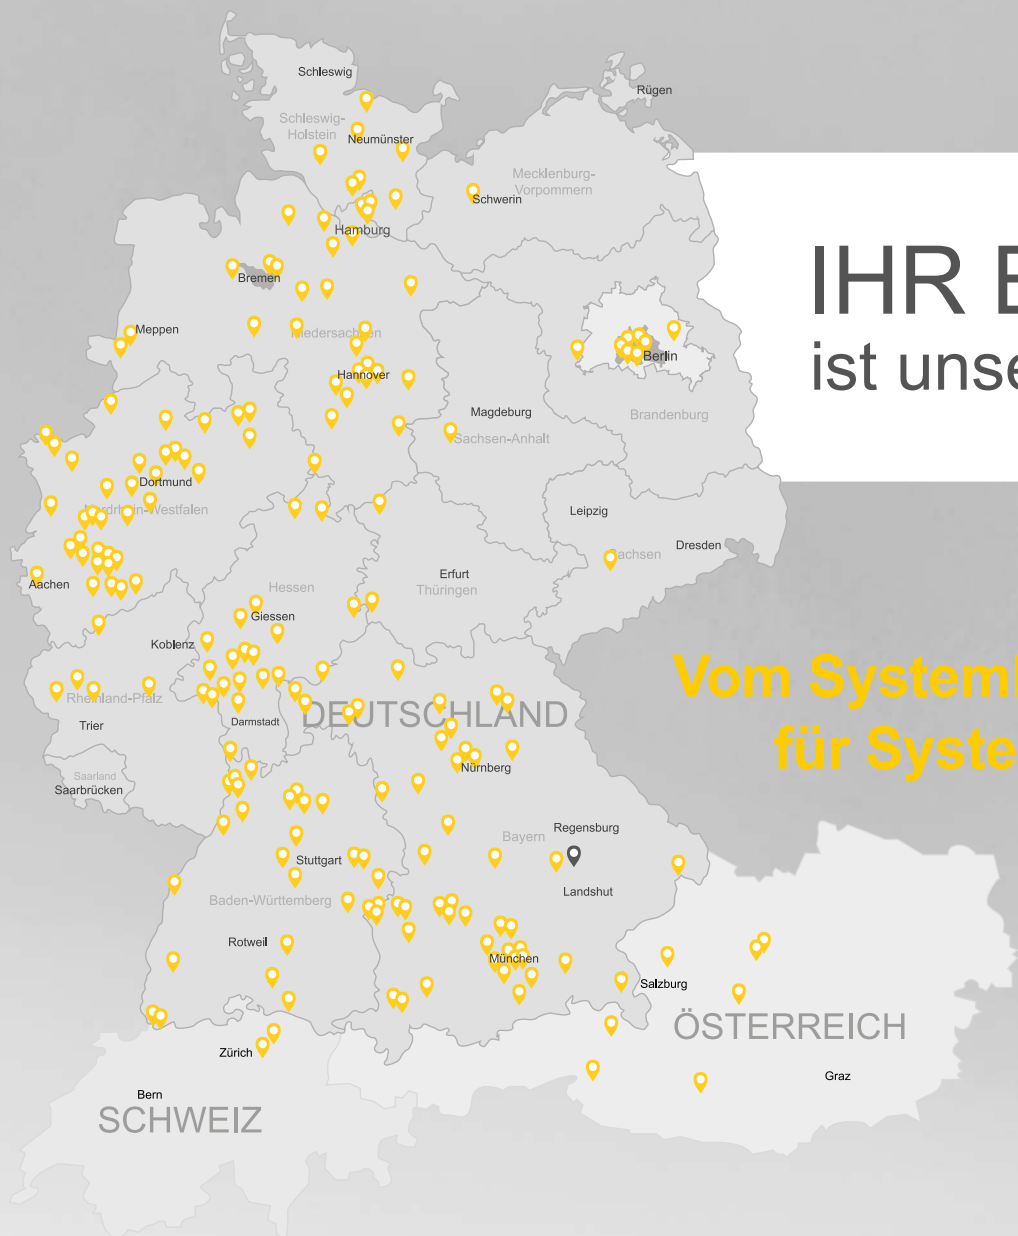 Schleswig
Rügen
Schleswig-
Holstein
Neumünster
Mecklenburg-
Vorpommern
Schwerin
Hamburg
Bremen
IHR E
ist unse
Meppen
Niedersachsen
Berlin
Hannover
Magdeburg
Brandenburg
Sachsen-Anhalt
Dortmund
Nordrhein-Westfalen
Leipzig
Dresden
Sachsen
Aachen
Erfurt
Hessen
Thüringen
Giessen
Koblenz
Vom System
für Syste
Rheinland-Pfalz
Trier
Darmstadt
DEUTSCHLAND
Nürnberg
Saarland
Saarbrücken
Regensburg
Bayern
Stuttgart
Landshut
Baden-Württemberg
Rotweil
München
Salzburg
ÖSTERREICH
Zürich
Graz
Bern
SCHWEIZ